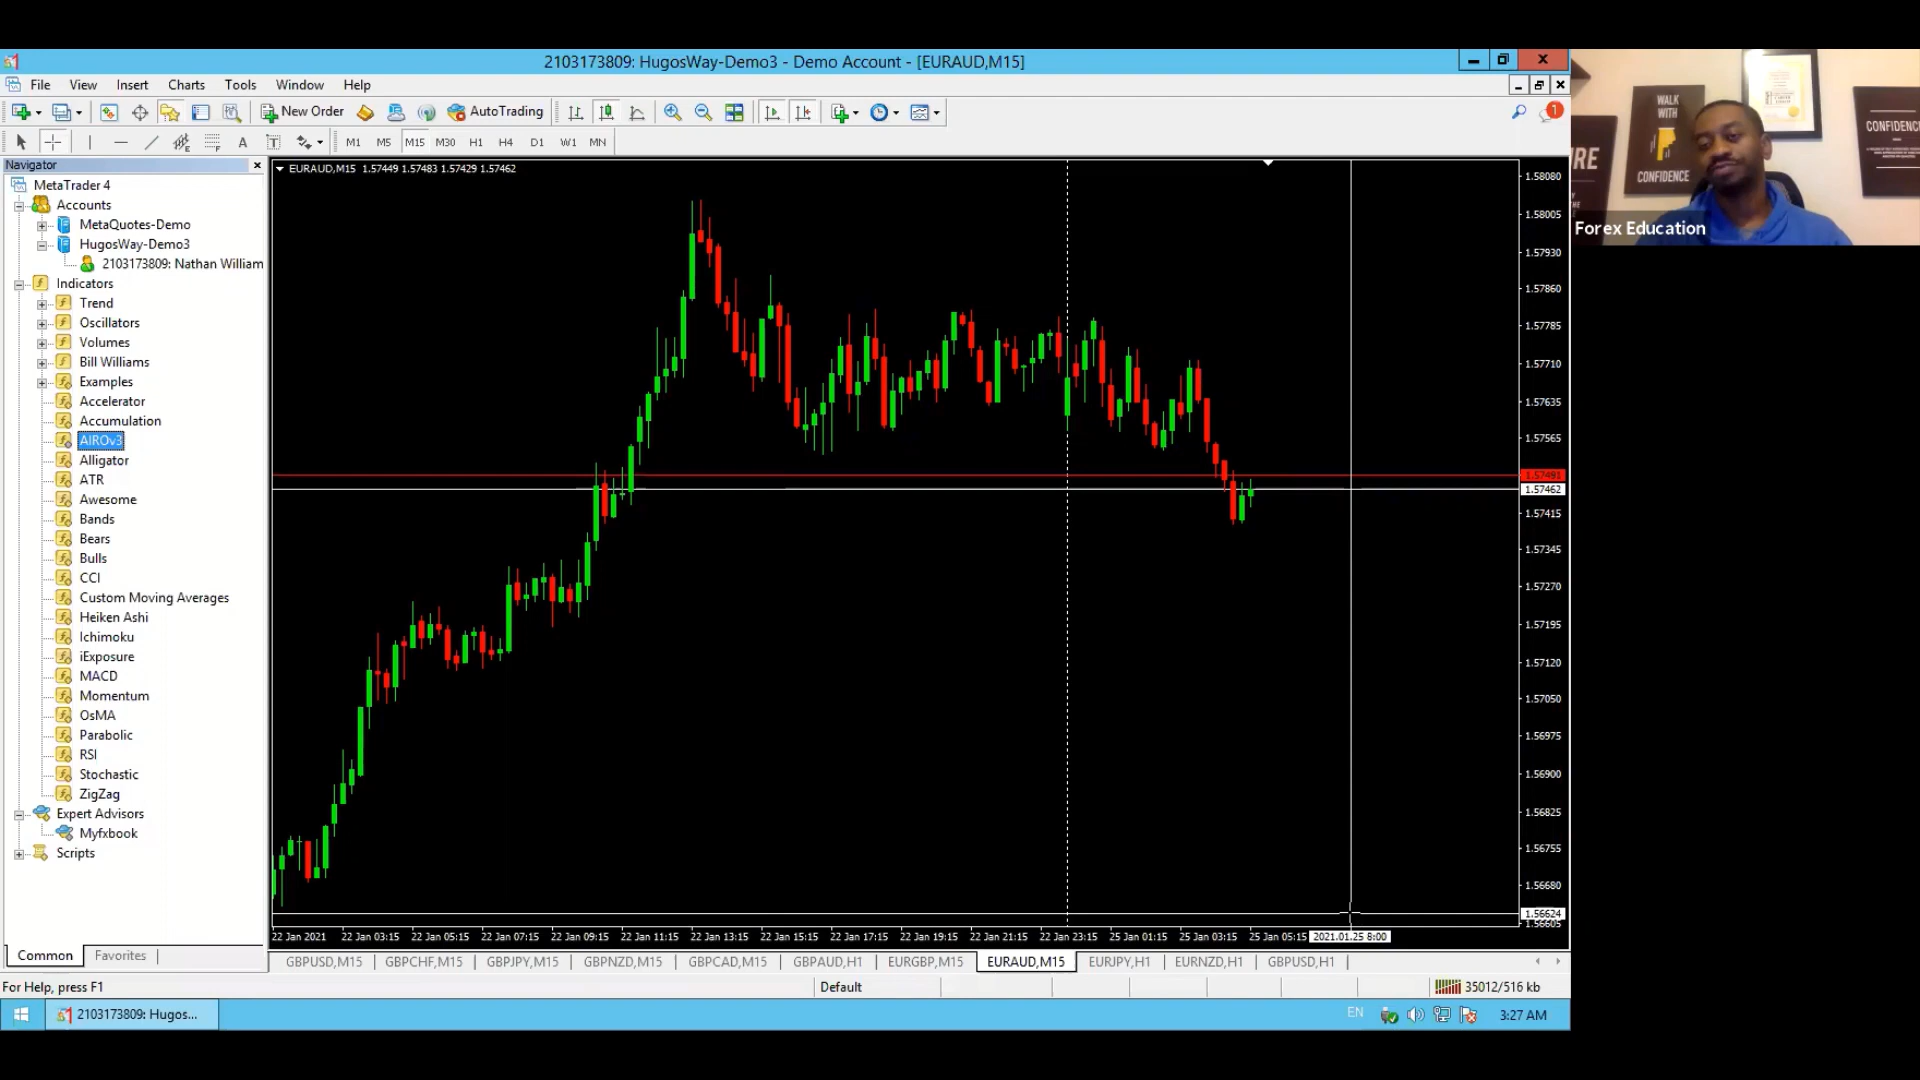 2103173809: HugosWay-Demo3 - Demo Account - [EURAUD,M15]
File View Insert Charts Tools Window Help
New Order AutoTrading
1
A T M1 M5 M15 M30 H1 H4 D1 W1 MN
Navigator
MetaTrader 4
Accounts
MetaQuotes-Demo
HugosWay-Demo3
2103173809: Nathan William
Indicators
Trend
Oscillators
Volumes
Bill Williams
Examples
Accelerator
Accumulation
AIROv3
Alligator
ATR
Awesome
Bands
Bears
Bulls
CCI
Custom Moving Averages
Heiken Ashi
Ichimoku
iExposure
MACD
Momentum
OsMA
Parabolic
RSI
Stochastic
ZigZag
Expert Advisors
Myfxbook
Scripts
Common Favorites
EURAUD,M15 1.57449 1.57483 1.57429 1.57462
1.58080
1.58005
1.57930
1.57860
1.57785
1.57710
1.57635
1.57565
1.57462
1.57415
1.57345
1.57270
1.57195
1.57120
1.57050
1.56975
1.56900
1.56825
1.56755
1.56680
1.56624
22 Jan 2021 22 Jan 03:15 22 Jan 05:15 22 Jan 07:15 22 Jan 09:15 22 Jan 11:15 22 Jan 13:15 22 Jan 15:15 22 Jan 17:15 22 Jan 19:15 22 Jan 21:15 22 Jan 23:15 25 Jan 01:15 25 Jan 03:15 25 Jan 05:15 2021.01.25 8:00
GBPUSD,M15 GBPCHF,M15 GBPJPY,M15 GBPNZD,M15 GBPCAD,M15 GBPAUD,H1 EURGBP,M15 EURAUD,M15 EURJPY,H1 EURNZD,H1 GBPUSD,H1
For Help, press F1 Default 35012/516 kb
2103173809: Hugos... EN 3:27 AM
WALK
WITH
CONFIDENCE
CONFIDENC
Forex Education